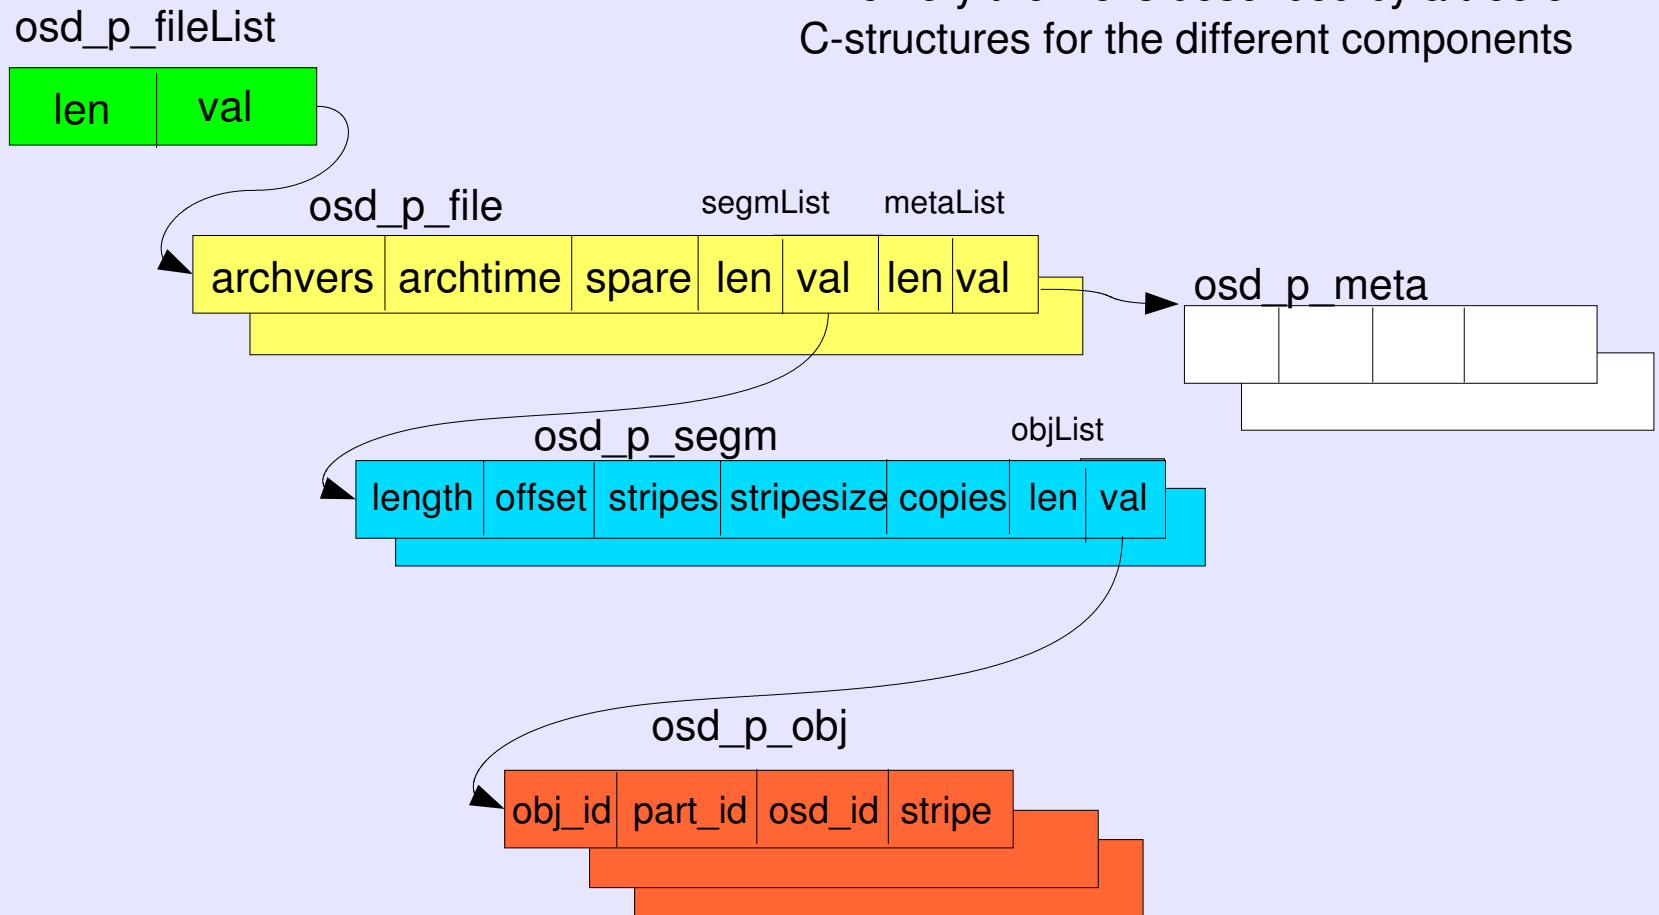 osd_p_fileList
C-structures for the different components
len val
osd_p_file segmList metaList
archvers archtime spare len val len val
osd_p_meta
osd_p_segm objList
length offset stripes stripesize copies len val
osd_p_obj
obj_id part_id osd_id stripe